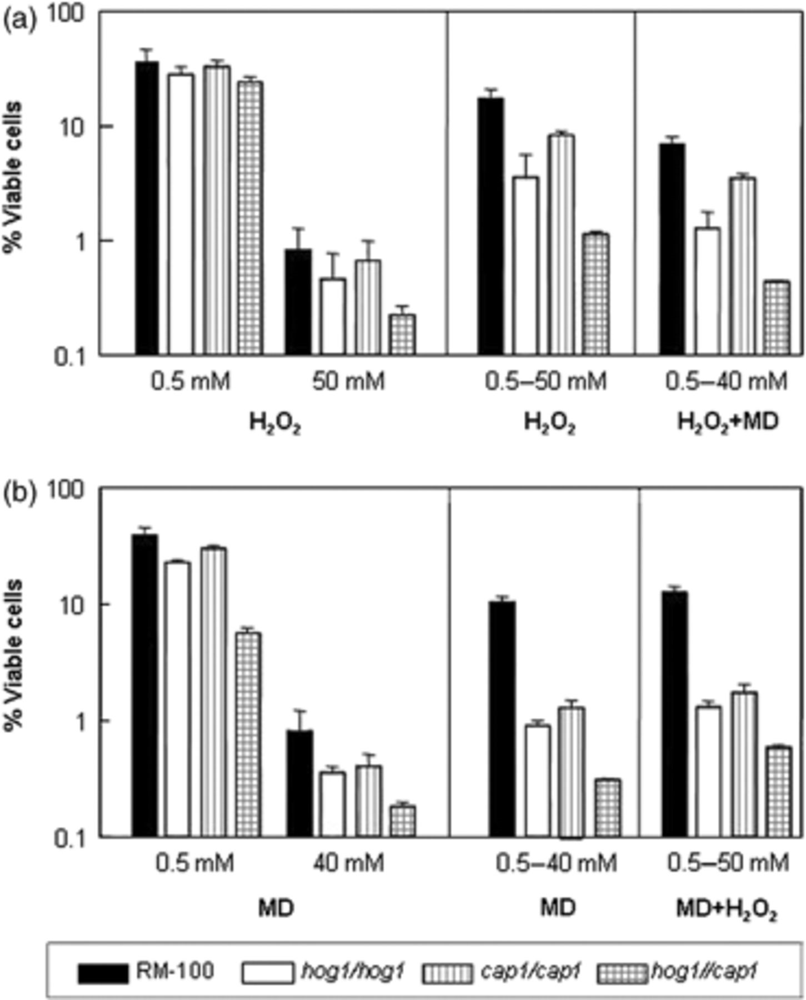 (a)
100
10
1
0.1
% Viable cells
0.5 mM 50 mM 0.5–50 mM 0.5–40 mM
H₂O₂ H₂O₂ H₂O₂+MD
(b)
100
10
1
0.1
% Viable cells
0.5 mM 40 mM 0.5–40 mM 0.5–50 mM
MD MD MD+H₂O₂
RM-100 hog1/hog1 cap1/cap1 hog1//cap1